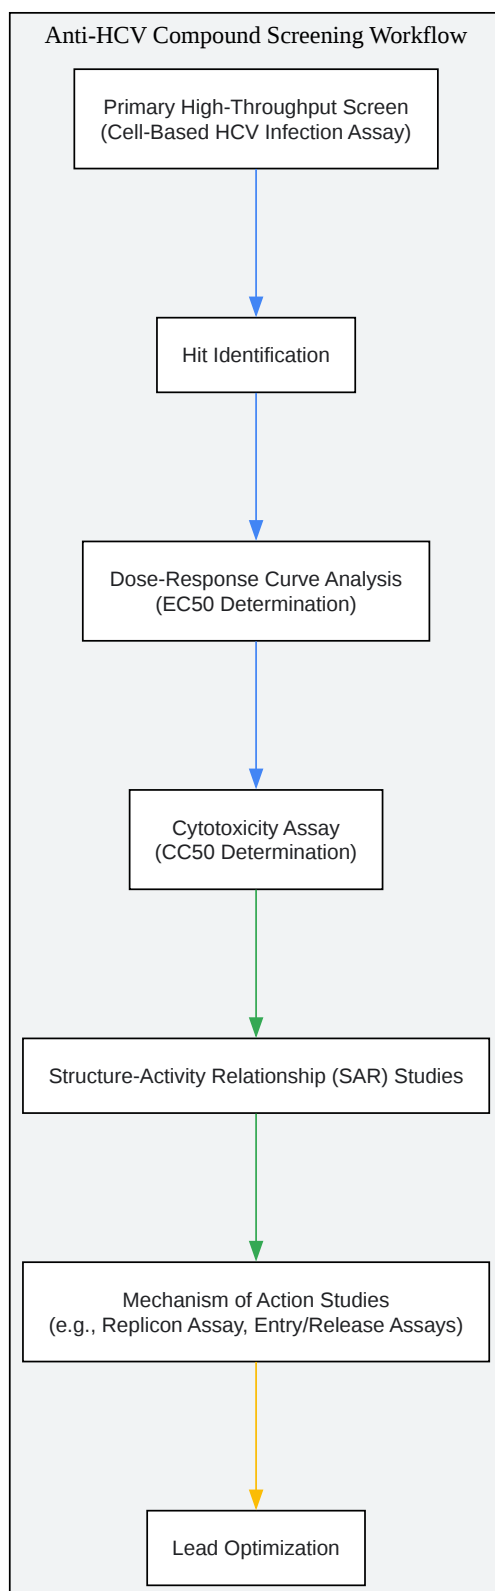 Anti-HCV Compound Screening Workflow
Primary High-Throughput Screen
(Cell-Based HCV Infection Assay)
Hit Identification
Dose-Response Curve Analysis
(EC50 Determination)
Cytotoxicity Assay
(CC50 Determination)
Structure-Activity Relationship (SAR) Studies
Mechanism of Action Studies
(e.g., Replicon Assay, Entry/Release Assays)
Lead Optimization